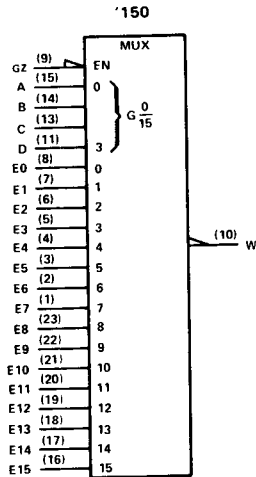 '150
MUX
GZ (9) EN
A (15) 0
B (14)
C (13)
D (11) 3
G 0/15
E0 (8) 0
E1 (7) 1
E2 (6) 2
E3 (5) 3
E4 (4) 4
E5 (3) 5
E6 (2) 6
E7 (1) 7
E8 (23) 8
E9 (22) 9
E10 (21) 10
E11 (20) 11
E12 (19) 12
E13 (18) 13
E14 (17) 14
E15 (16) 15
(10) W